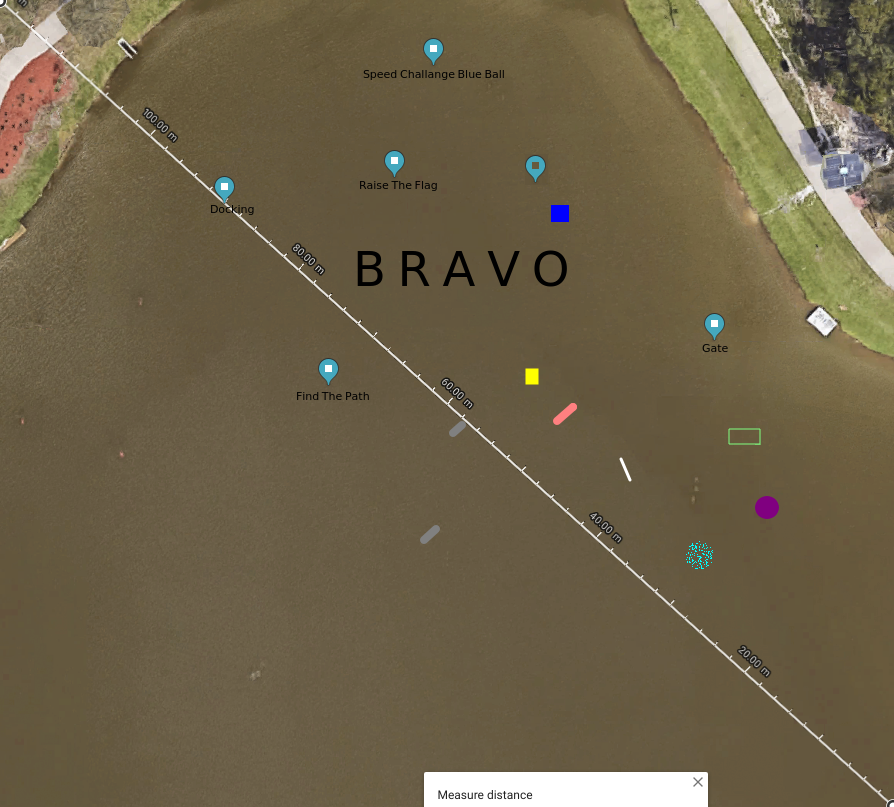 Speed Challange Blue Ball
100.00 m
Raise The Flag
Docking
80.00 m
BRAVO
Gate
60.00 m
Find The Path
40.00 m
20.00 m
Measure distance